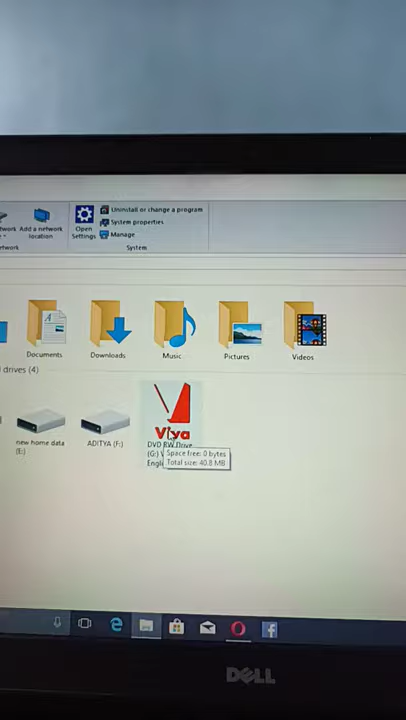 Add a network
location
Open
Settings
Uninstall or change a program
System properties
Manage
System
Documents
Downloads
Music
Pictures
Videos
drives (4)
new home data
(E:)
ADITYA (F:)
Viya
DVD RW Drive
(G:)
Space free: 0 bytes
Total size: 40.8 MB
DELL